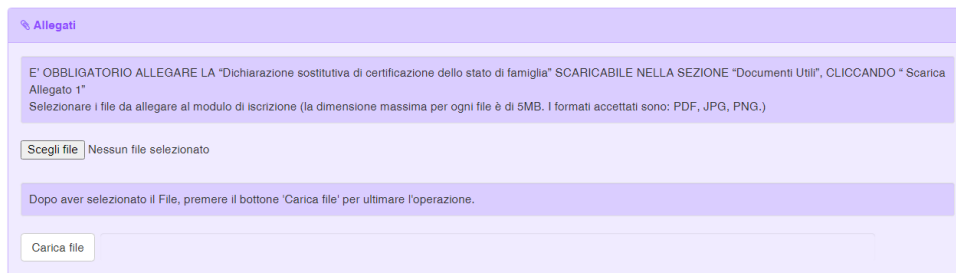 Allegati
E' OBBLIGATORIO ALLEGARE LA “Dichiarazione sostitutiva di certificazione dello stato di famiglia” SCARICABILE NELLA SEZIONE “Documenti Utili”, CLICCANDO “ Scarica
Allegato 1”
Selezionare i file da allegare al modulo di iscrizione (la dimensione massima per ogni file è di 5MB. I formati accettati sono: PDF, JPG, PNG.)
Scegli file Nessun file selezionato
Dopo aver selezionato il File, premere il bottone 'Carica file' per ultimare l'operazione.
Carica file